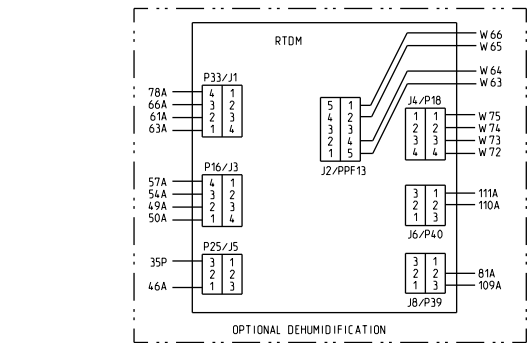 RTDM
W66
W65
W64
W63
P33/J1
78A 4 1
66A 3 2
61A 2 3
63A 1 4
5 1
4 2
3 3
2 4
1 5
J2/PPF13
J4/P18
1 1 W75
2 2 W74
3 3 W73
4 4 W72
P16/J3
57A 4 1
54A 3 2
49A 2 3
50A 1 4
3 1 111A
2 2 110A
1 3
J6/P40
P25/J5
35P 3 1
2 2
46A 1 3
3 1
2 2 81A
1 3 109A
J8/P39
OPTIONAL DEHUMIDIFICATION